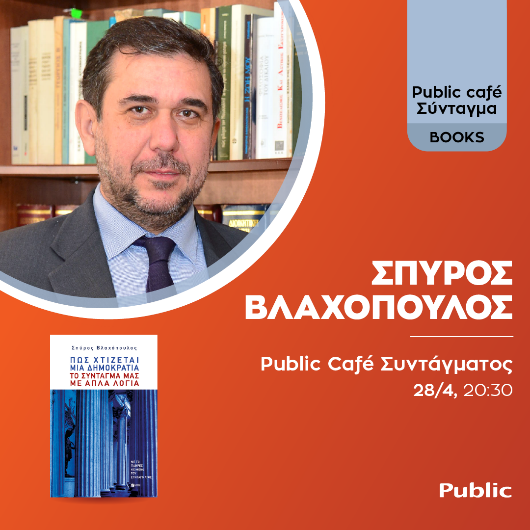 Public café
Σύνταγμα
BOOKS
ΣΠΥΡΟΣ
ΒΛΑΧΟΠΟΥΛΟΣ
Public Café Συντάγματος
28/4, 20:30
Σπύρος Βλαχόπουλος
ΠΩΣ ΧΤΙΖΕΤΑΙ
ΜΙΑ ΔΗΜΟΚΡΑΤΙΑ
ΤΟ ΣΥΝΤΑΓΜΑ ΜΑΣ
ΜΕ ΑΠΛΑ ΛΟΓΙΑ
Public